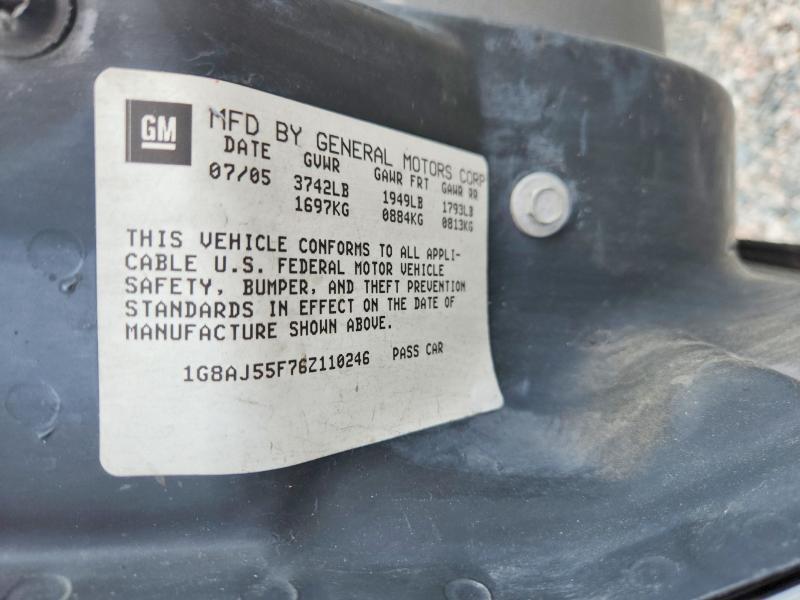 GM
MFD BY GENERAL MOTORS CORP
DATE GVWR GAWR FRT GAWR RR
07/05 3742LB 1949LB 1793LB
1697KG 0884KG 0813KG
THIS VEHICLE CONFORMS TO ALL APPLI-
CABLE U.S. FEDERAL MOTOR VEHICLE
SAFETY, BUMPER, AND THEFT PREVENTION
STANDARDS IN EFFECT ON THE DATE OF
MANUFACTURE SHOWN ABOVE.
1G8AJ55F76Z110246 PASS CAR